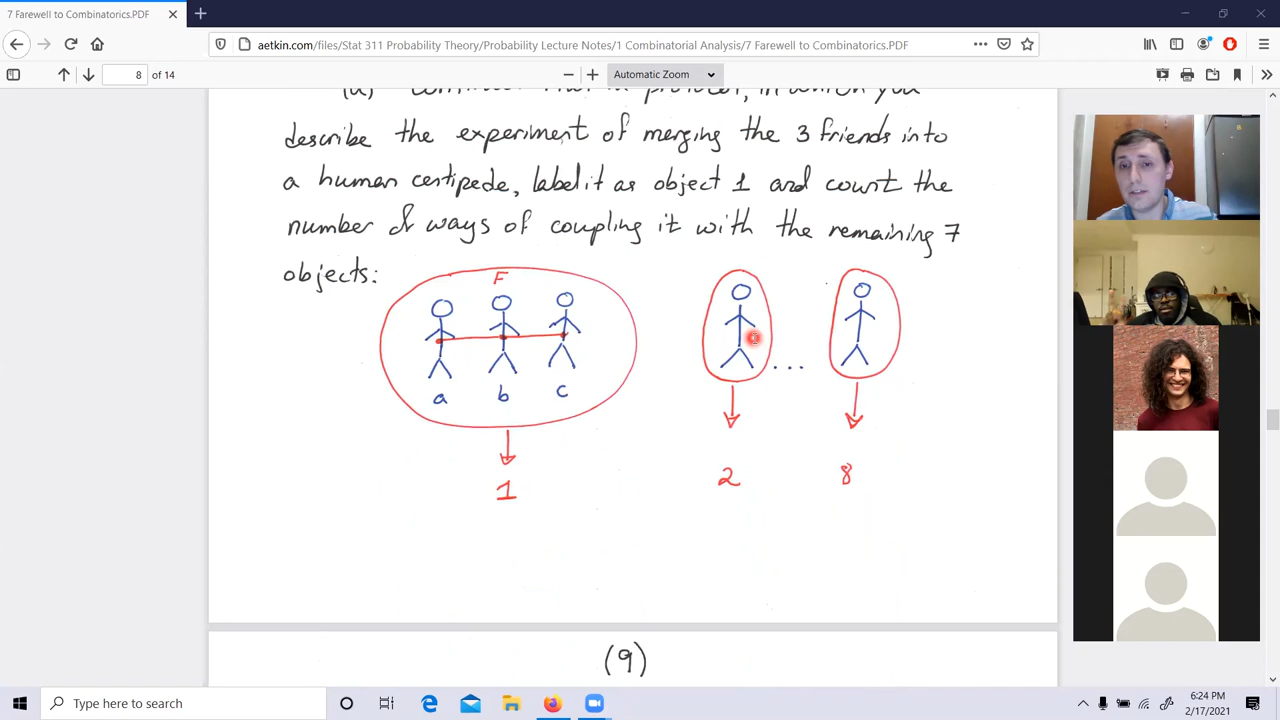 7 Farewell to Combinatorics.PDF
aetkin.com/files/Stat 311 Probability Theory/Probability Lecture Notes/1 Combinatorial Analysis/7 Farewell to Combinatorics.PDF
8 of 14
Automatic Zoom
in which you
describe the experiment of merging the 3 friends into
a human centipede, label it as object 1 and count the
number of ways of coupling it with the remaining 7
objects:
F
a b c
...
1 2 8
(9)
Type here to search
6:24 PM
2/17/2021